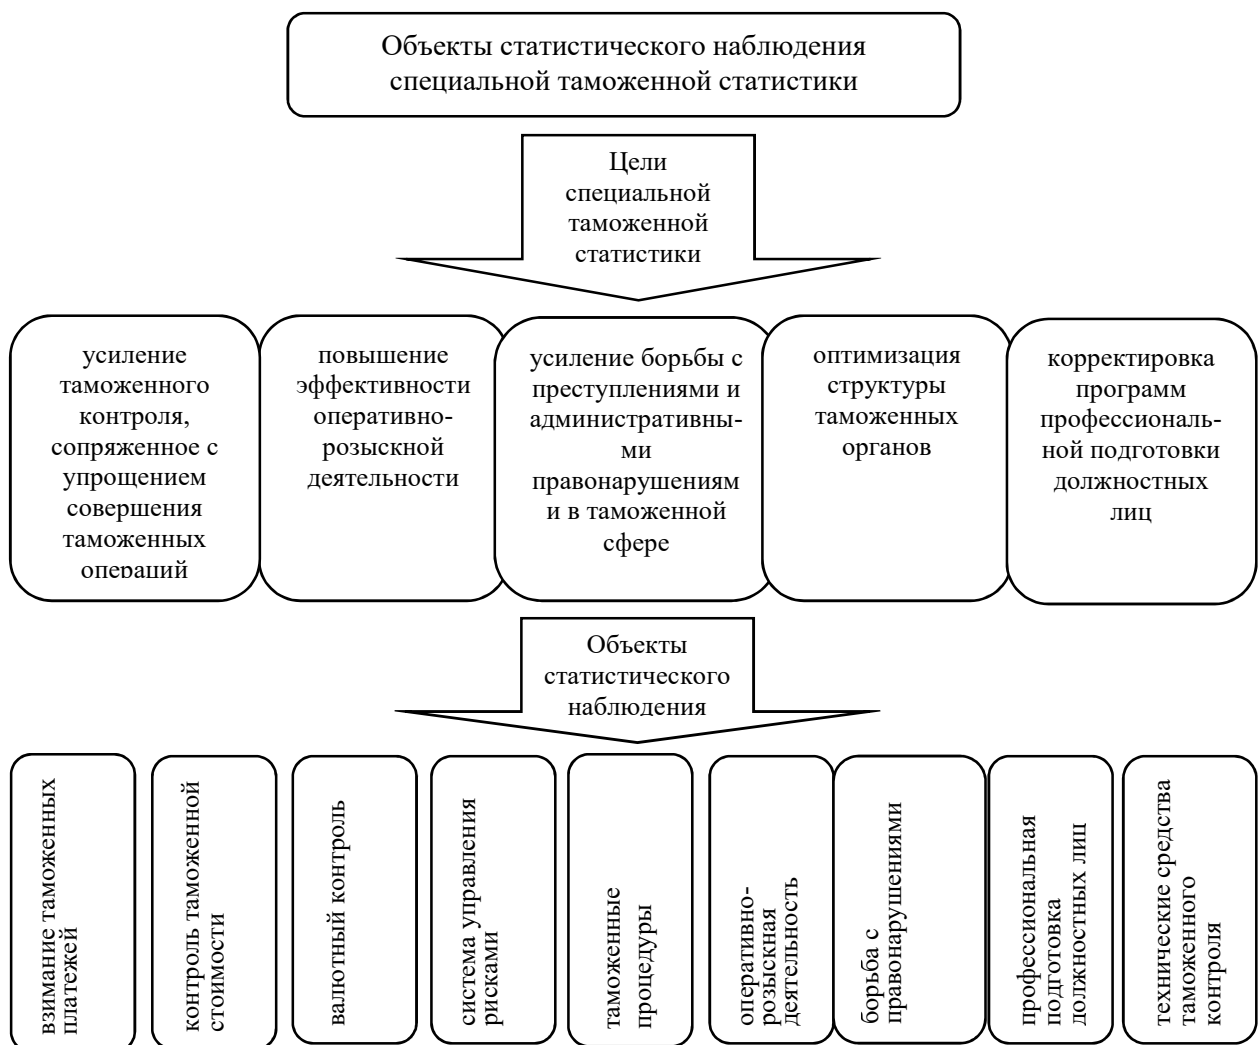 Объекты статистического наблюдения
специальной таможенной статистики
Цели
специальной
таможенной
статистики
усиление
таможенного
контроля,
сопряженное с
упрощением
совершения
таможенных
операций
повышение
эффективности
оперативно-
розыскной
деятельности
усиление борьбы с
преступлениями и
административны-
ми
правонарушениям
и в таможенной
сфере
оптимизация
структуры
таможенных
органов
корректировка
программ
профессиональ-
ной подготовки
должностных
лиц
Объекты
статистического
наблюдения
взимание таможенных
платежей
контроль таможенной
стоимости
валютный контроль
система управления
рисками
таможенные
процедуры
оперативно-
розыскная
деятельность
борьба с
правонарушениями
профессиональная
подготовка
должностных лиц
технические средства
таможенного
контроля